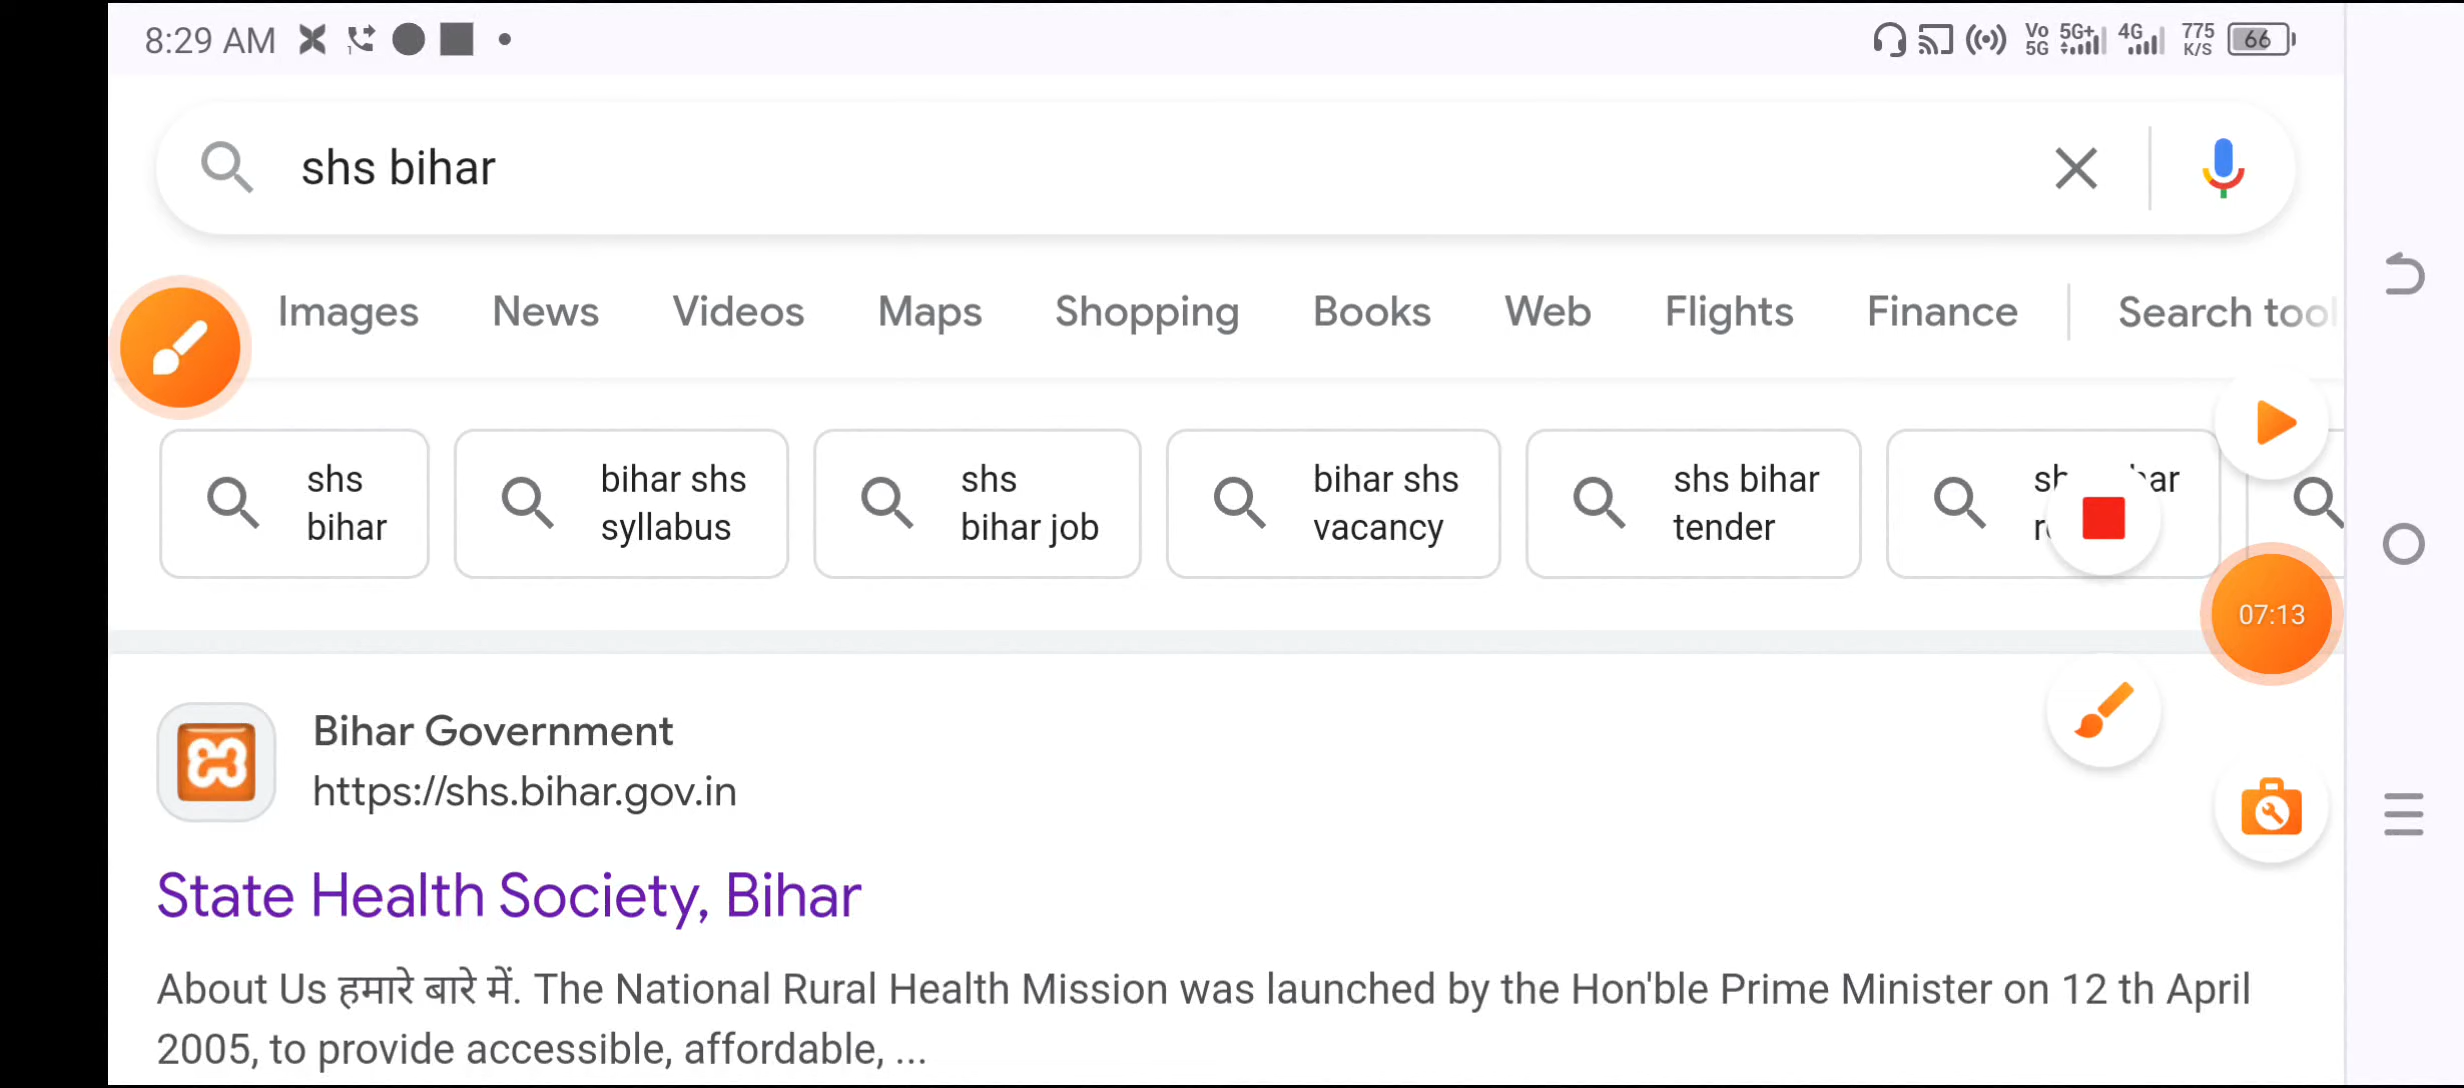 8:29 AM
Vo 5G 5G+ 4G 775 K/S 66
shs bihar
Images News Videos Maps Shopping Books Web Flights Finance Search tool
shs
bihar
bihar shs
syllabus
shs
bihar job
bihar shs
vacancy
shs bihar
tender
07:13
Bihar Government
https://shs.bihar.gov.in
State Health Society, Bihar
About Us हमारे बारे में. The National Rural Health Mission was launched by the Hon'ble Prime Minister on 12 th April
2005, to provide accessible, affordable, ...